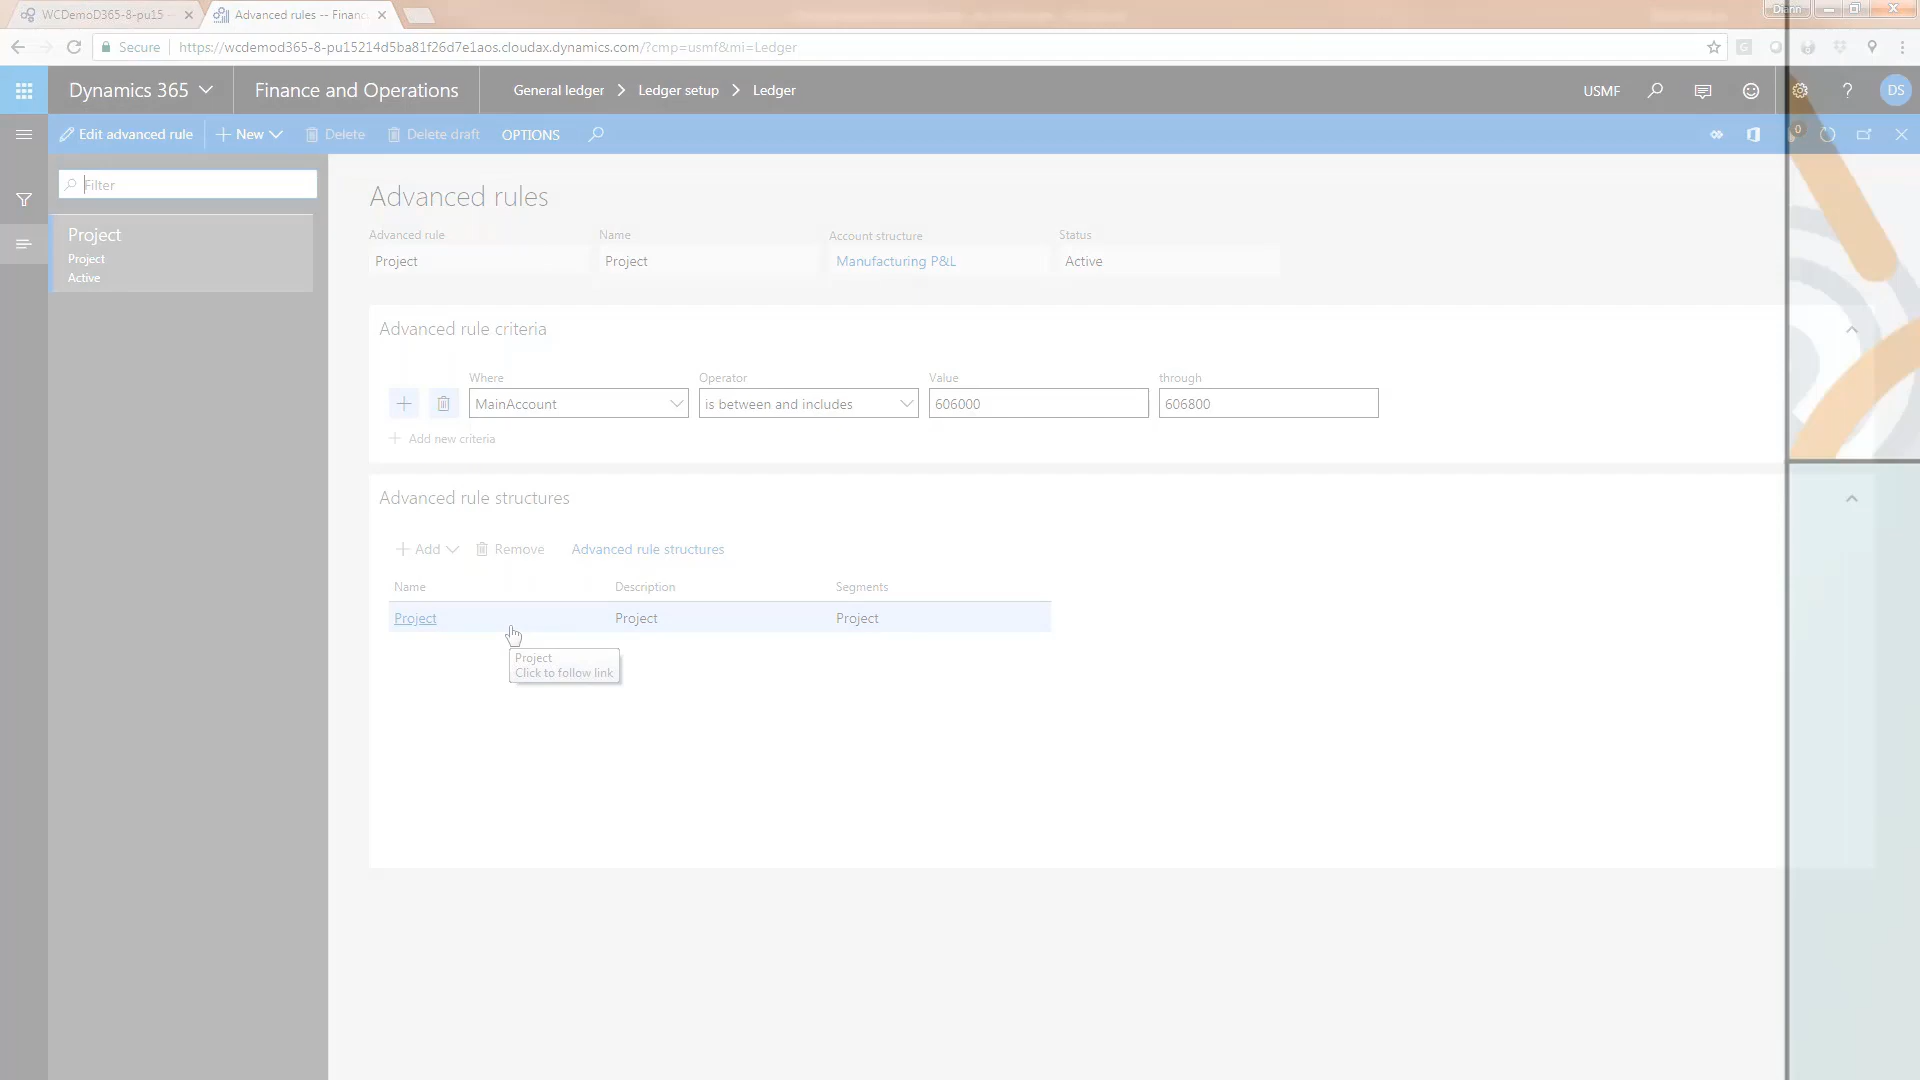 WCDemoD365-8-pu15
Advanced rules -- Financ
Diann
Secure
https://wcdemod365-8-pu15214d5ba81f26d7e1aos.cloudax.dynamics.com/?cmp=usmf&mi=Ledger
Dynamics 365
Finance and Operations
General ledger > Ledger setup > Ledger
USMF
?
DS
Edit advanced rule
+ New
Delete
Delete draft
OPTIONS
0
Filter
Project
Project
Active
Advanced rules
Advanced rule
Name
Account structure
Status
Project
Project
Manufacturing P&L
Active
Advanced rule criteria
Where
Operator
Value
through
MainAccount
is between and includes
606000
606800
+ Add new criteria
Advanced rule structures
+ Add
Remove
Advanced rule structures
Name
Description
Segments
Project
Project
Project
Project
Click to follow link